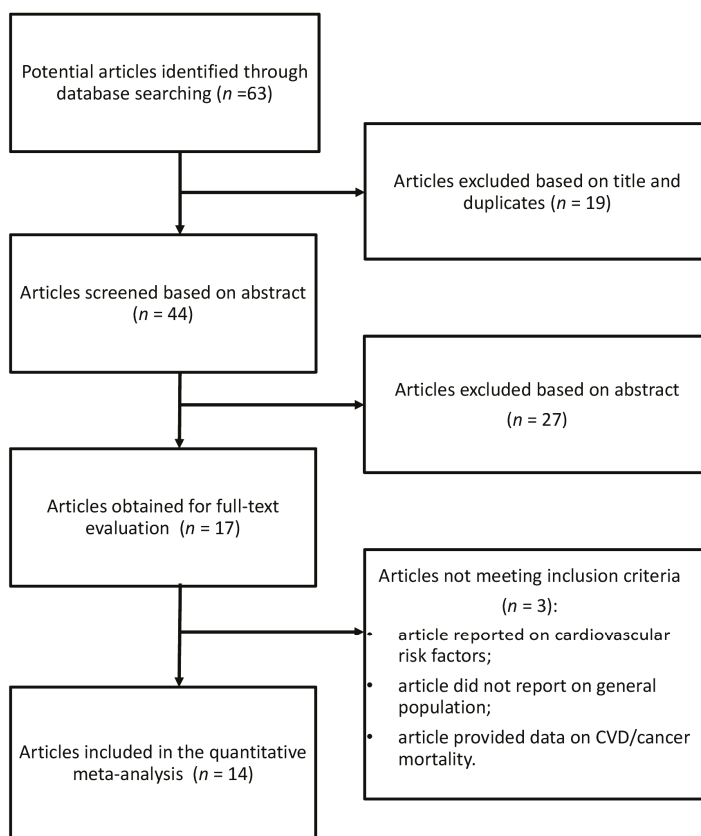 Potential articles identified through
database searching (n =63)
Articles excluded based on title and
duplicates (n = 19)
Articles screened based on abstract
(n = 44)
Articles excluded based on abstract
(n = 27)
Articles obtained for full-text
evaluation (n = 17)
Articles not meeting inclusion criteria
(n = 3):
• article reported on cardiovascular
risk factors;
• article did not report on general
population;
• article provided data on CVD/cancer
mortality.
Articles included in the quantitative
meta-analysis (n = 14)